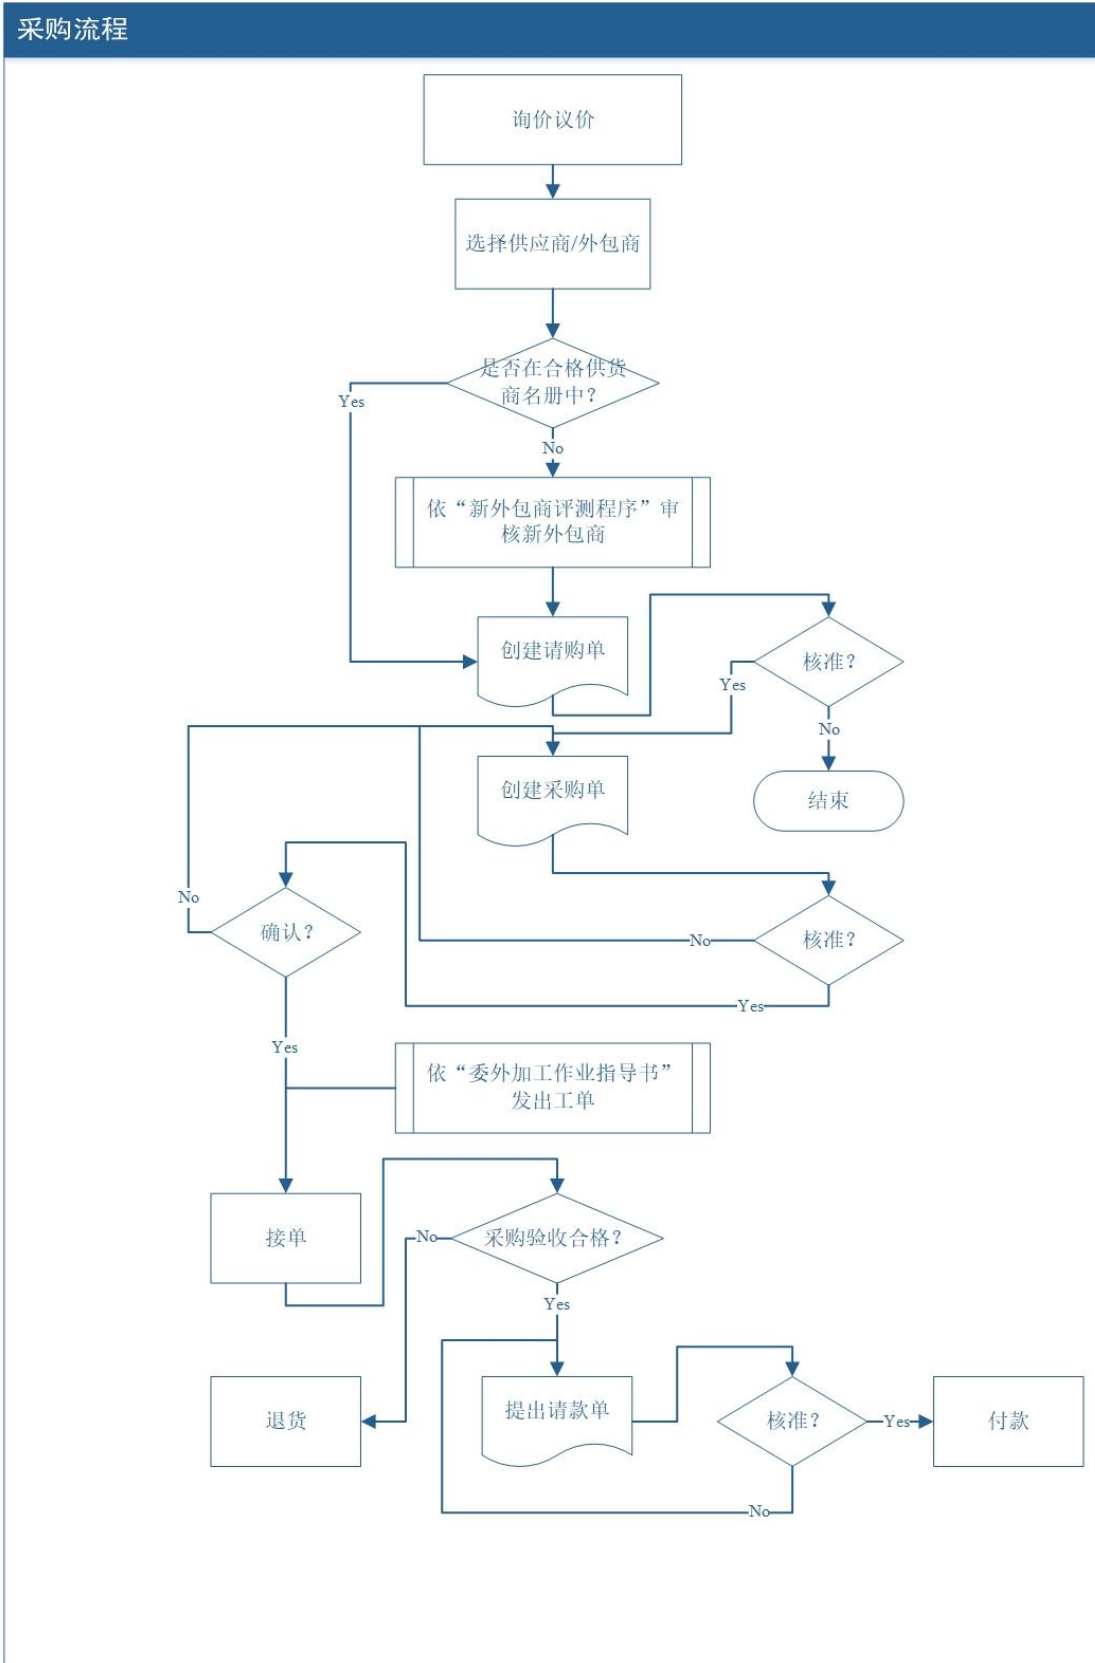 采购流程
询价议价
选择供应商/外包商
是否在合格供货
商名册中？
Yes
No
依“新外包商评测程序”审
核新外包商
创建请购单
核准？
Yes
No
创建采购单
结束
No
确认？
No
核准？
Yes
Yes
依“委外加工作业指导书”
发出工单
接单
No
采购验收合格？
Yes
退货
提出请款单
核准？
Yes
付款
No